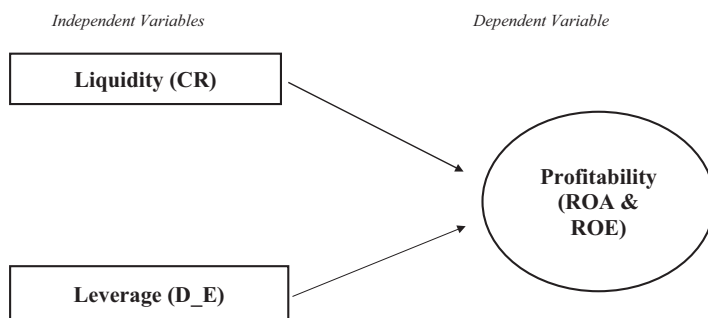 Independent Variables
Dependent Variable
Liquidity (CR)
Profitability
(ROA &
ROE)
Leverage (D_E)